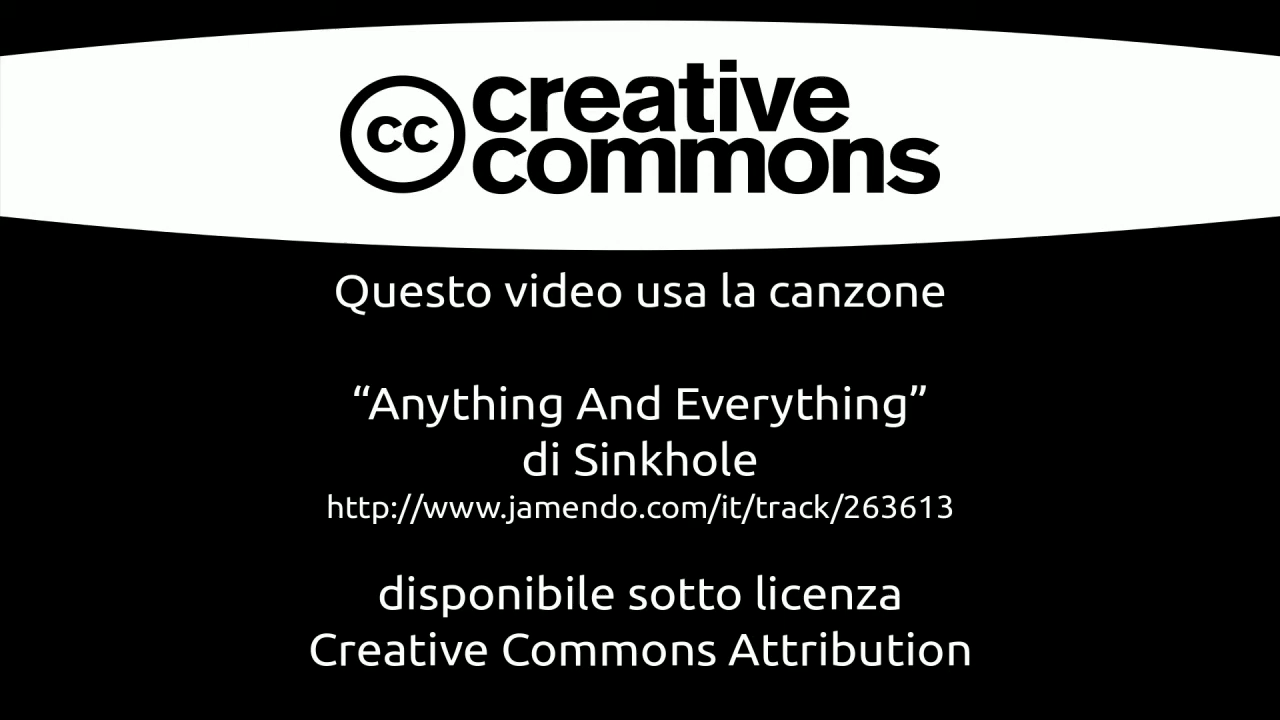 cc creative
commons
Questo video usa la canzone
“Anything And Everything”
di Sinkhole
http://www.jamendo.com/it/track/263613
disponibile sotto licenza
Creative Commons Attribution